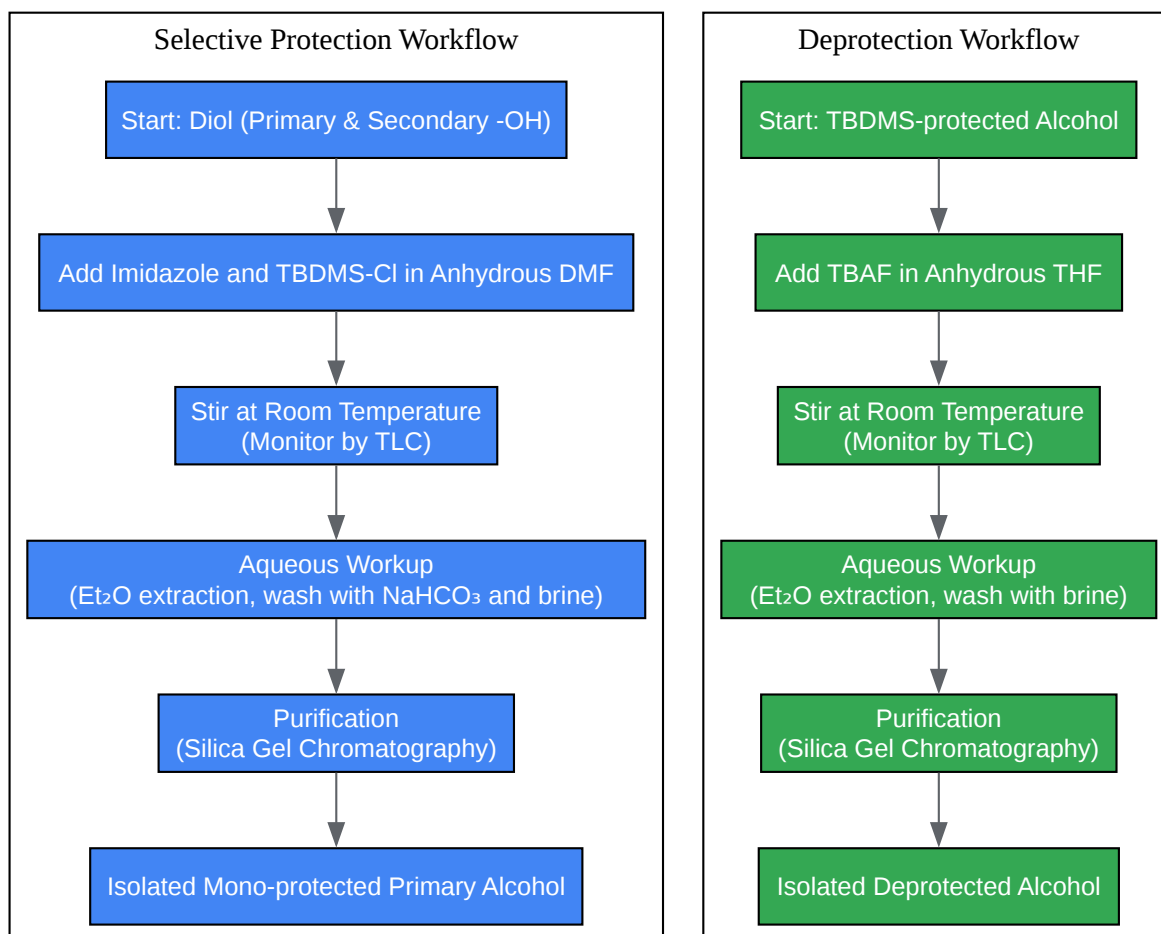 Selective Protection Workflow
Start: Diol (Primary & Secondary -OH)
Add Imidazole and TBDMS-Cl in Anhydrous DMF
Stir at Room Temperature
(Monitor by TLC)
Aqueous Workup
(Et₂O extraction, wash with NaHCO₃ and brine)
Purification
(Silica Gel Chromatography)
Isolated Mono-protected Primary Alcohol
Deprotection Workflow
Start: TBDMS-protected Alcohol
Add TBAF in Anhydrous THF
Stir at Room Temperature
(Monitor by TLC)
Aqueous Workup
(Et₂O extraction, wash with brine)
Purification
(Silica Gel Chromatography)
Isolated Deprotected Alcohol